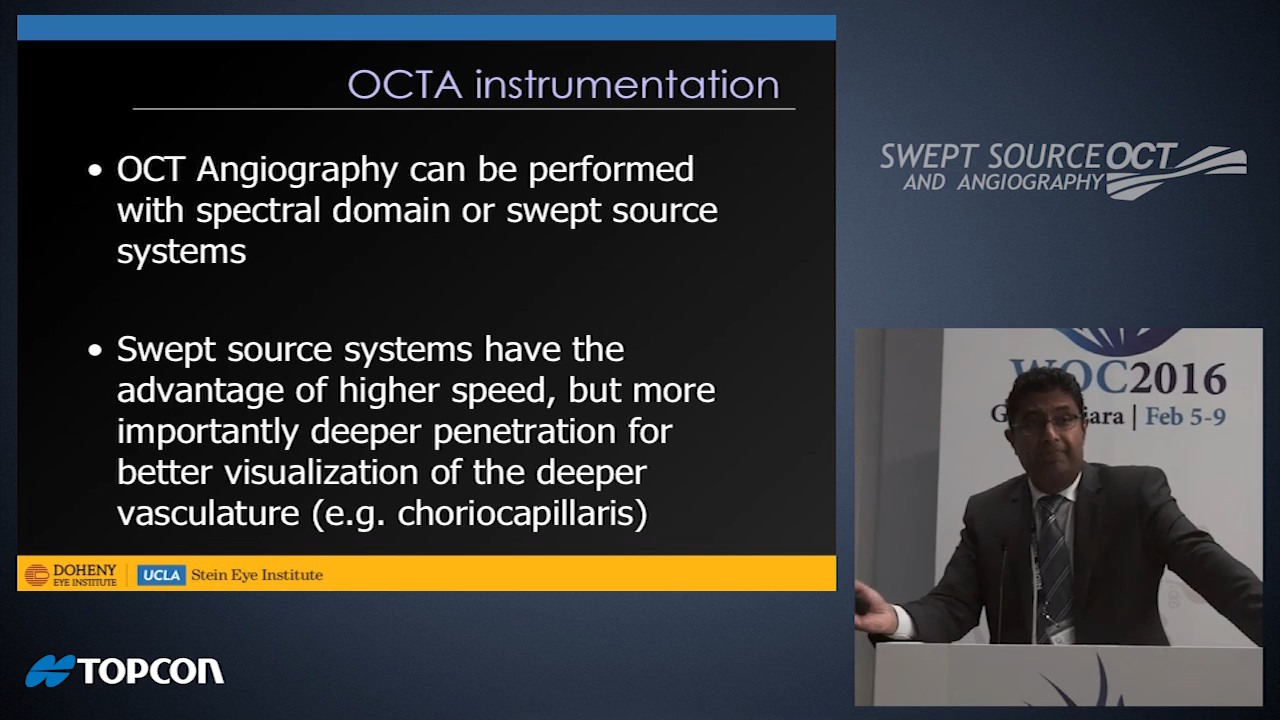 OCTA instrumentation
• OCT Angiography can be performed
with spectral domain or swept source
systems
• Swept source systems have the
advantage of higher speed, but more
importantly deeper penetration for
better visualization of the deeper
vasculature (e.g. choriocapillaris)
DOHENY
EYE INSTITUTE
UCLA Stein Eye Institute
TOPCON
SWEPT SOURCE OCT
AND ANGIOGRAPHY
WOC2016
G jara | Feb 5-9